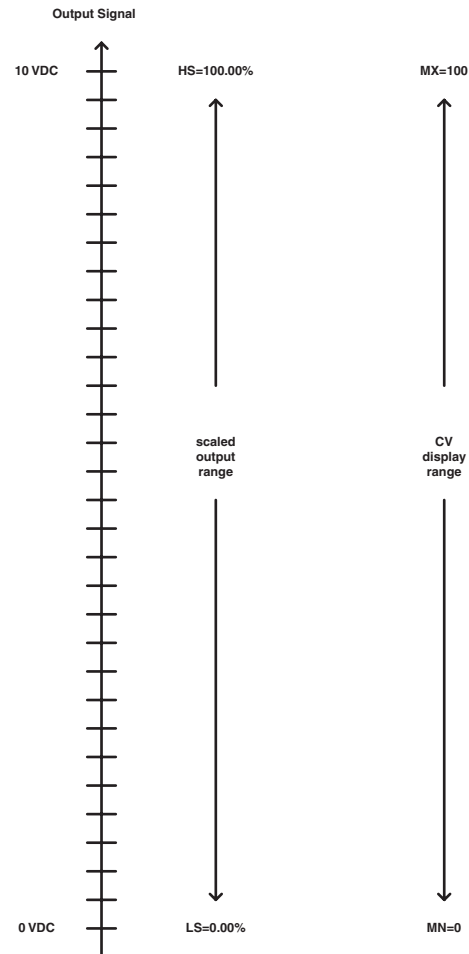 Output Signal
10 VDC
HS=100.00%
MX=100
scaled
output
range
CV
display
range
0 VDC
LS=0.00%
MN=0